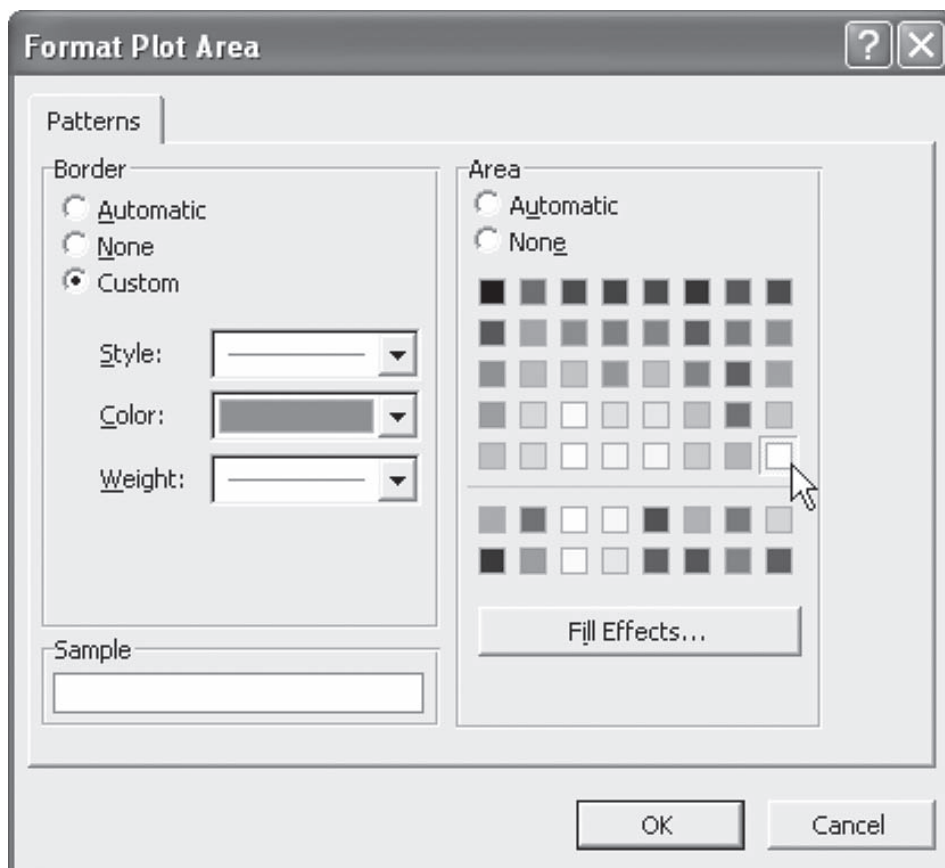 Format Plot Area
Patterns
Border
Automatic
None
Custom
Style:
Color:
Weight:
Sample
Area
Automatic
None
Fill Effects...
OK
Cancel